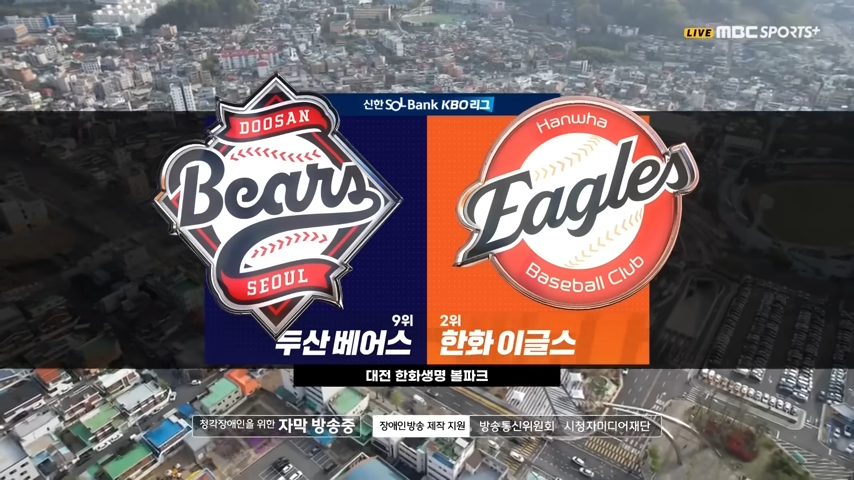 LIVE MBC SPORTS+
신한 SOL Bank KBO 리그
DOOSAN
Bears
SEOUL
Hanwha
Eagles
Baseball Club
9위
두산 베어스
2위
한화 이글스
대전 한화생명 볼파크
청각장애인을 위한 자막 방송중
장애인방송 제작 지원 방송통신위원회 시청자미디어재단